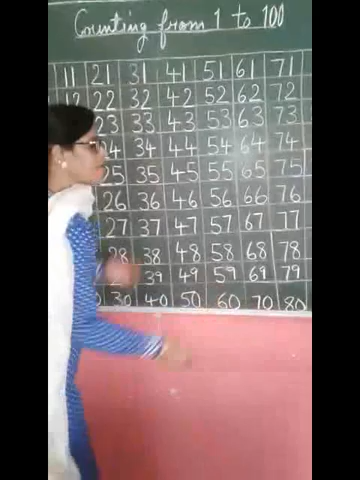 Counting from 1 to 100
11 21 31 41 51 61 71
12 22 32 42 52 62 72
23 33 43 53 63 73
24 34 44 54 64 74
25 35 45 55 65 75
26 36 46 56 66 76
27 37 47 57 67 77
28 38 48 58 68 78
39 49 59 69 79
30 40 50 60 70 80